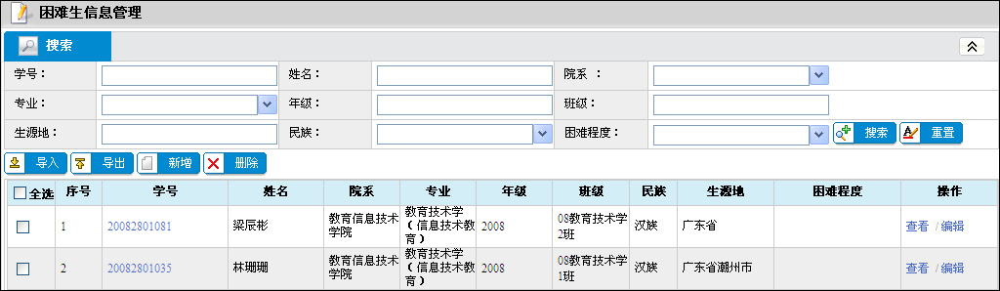 困难生信息管理
搜索
学号： 姓名： 院系 ：
专业： 年级： 班级：
生源地： 民族： 困难程度： 搜索 重置
导入 导出 新增 删除
全选 序号 学号 姓名 院系 专业 年级 班级 民族 生源地 困难程度 操作
1 20082801081 梁辰彬 教育信息技术学院 教育技术学（信息技术教育） 2008 08教育技术学2班 汉族 广东省 查看 / 编辑
2 20082801035 林珊珊 教育信息技术学院 教育技术学（信息技术教育） 2008 08教育技术学1班 汉族 广东省潮州市 查看 / 编辑